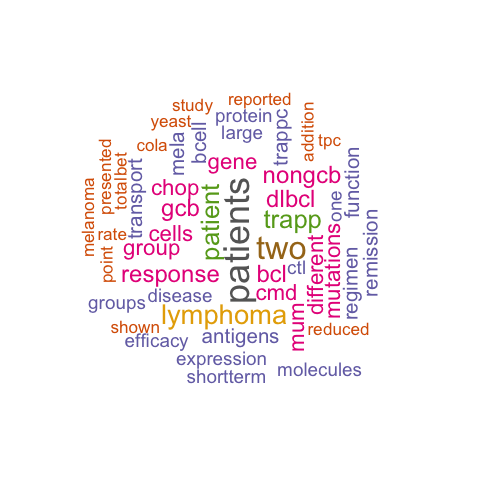 reported
study
yeast
protein
large
cola
mela
bcell
trappc
addition
tpc
presented
totalbet
transport
gene
nongcb
chop
dlbcl
gcb
patient
patients
trapp
one
function
melanoma
rate
point
cells
group
two
different
mutations
regimen
remission
response
bcl
ctl
cmd
groups
disease
lymphoma
mum
reduced
shown
efficacy
antigens
expression
shortterm
molecules